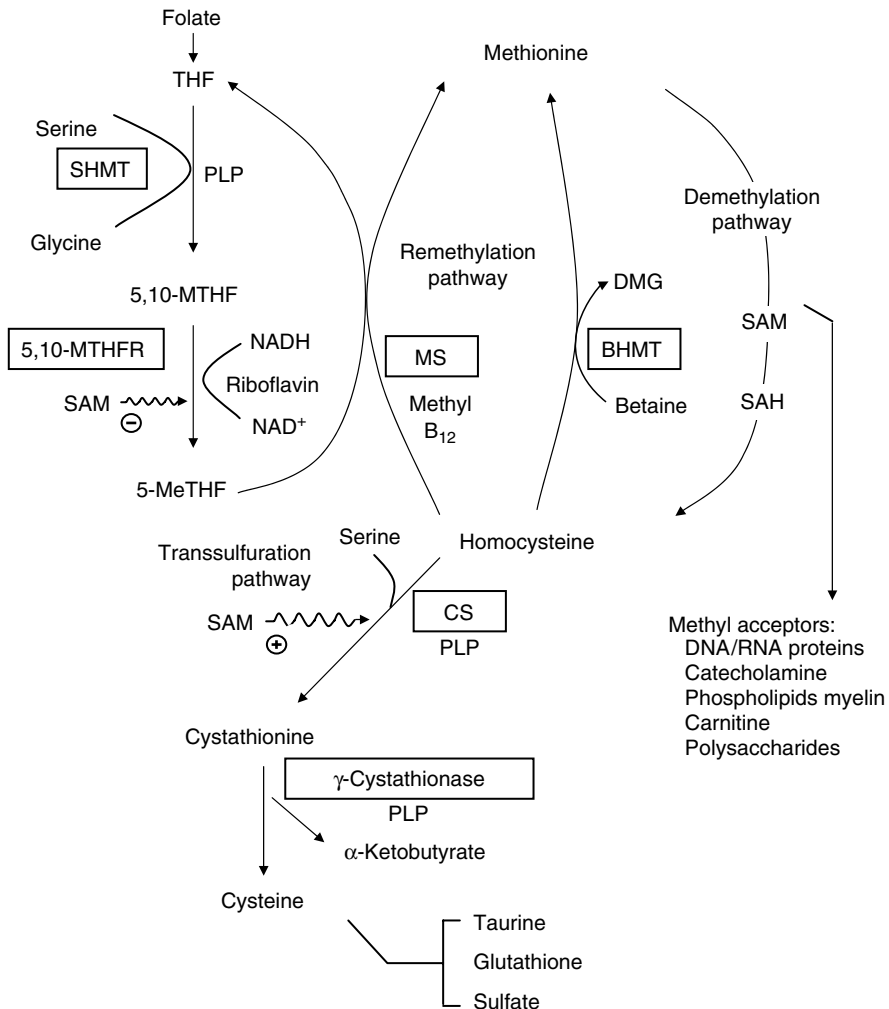 Folate
THF
Serine
SHMT
PLP
Glycine
5,10-MTHF
5,10-MTHFR
NADH
Riboflavin
SAM
−
NAD⁺
5-MeTHF
Methionine
Remethylation
pathway
MS
Methyl
B₁₂
DMG
BHMT
Betaine
Demethylation
pathway
SAM
SAH
Homocysteine
Transsulfuration
pathway
Serine
SAM
+
CS
PLP
Methyl acceptors:
DNA/RNA proteins
Catecholamine
Phospholipids myelin
Carnitine
Polysaccharides
Cystathionine
γ-Cystathionase
PLP
α-Ketobutyrate
Cysteine
Taurine
Glutathione
Sulfate